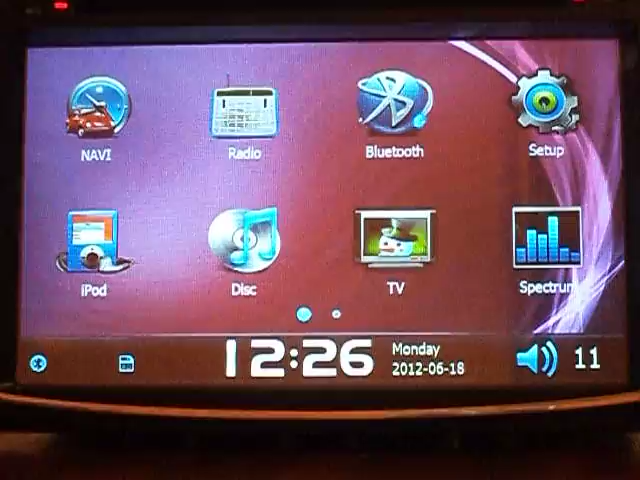 NAVI
Radio
Bluetooth
Setup
iPod
Disc
TV
Spectrum
12:26
Monday
2012-06-18
11